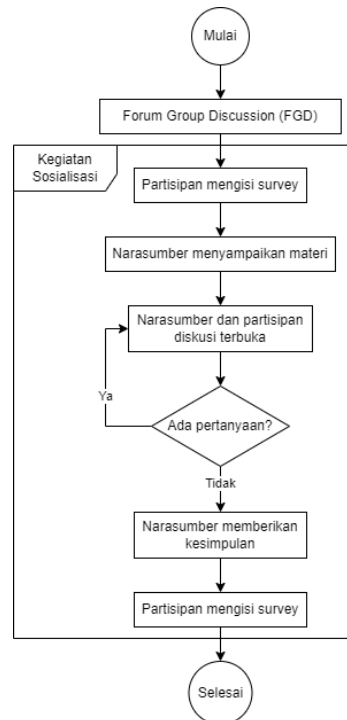 Mulai
Forum Group Discussion (FGD)
Kegiatan
Sosialisasi
Partisipan mengisi survey
Narasumber menyampaikan materi
Narasumber dan partisipan
diskusi terbuka
Ya
Ada pertanyaan?
Tidak
Narasumber memberikan
kesimpulan
Partisipan mengisi survey
Selesai